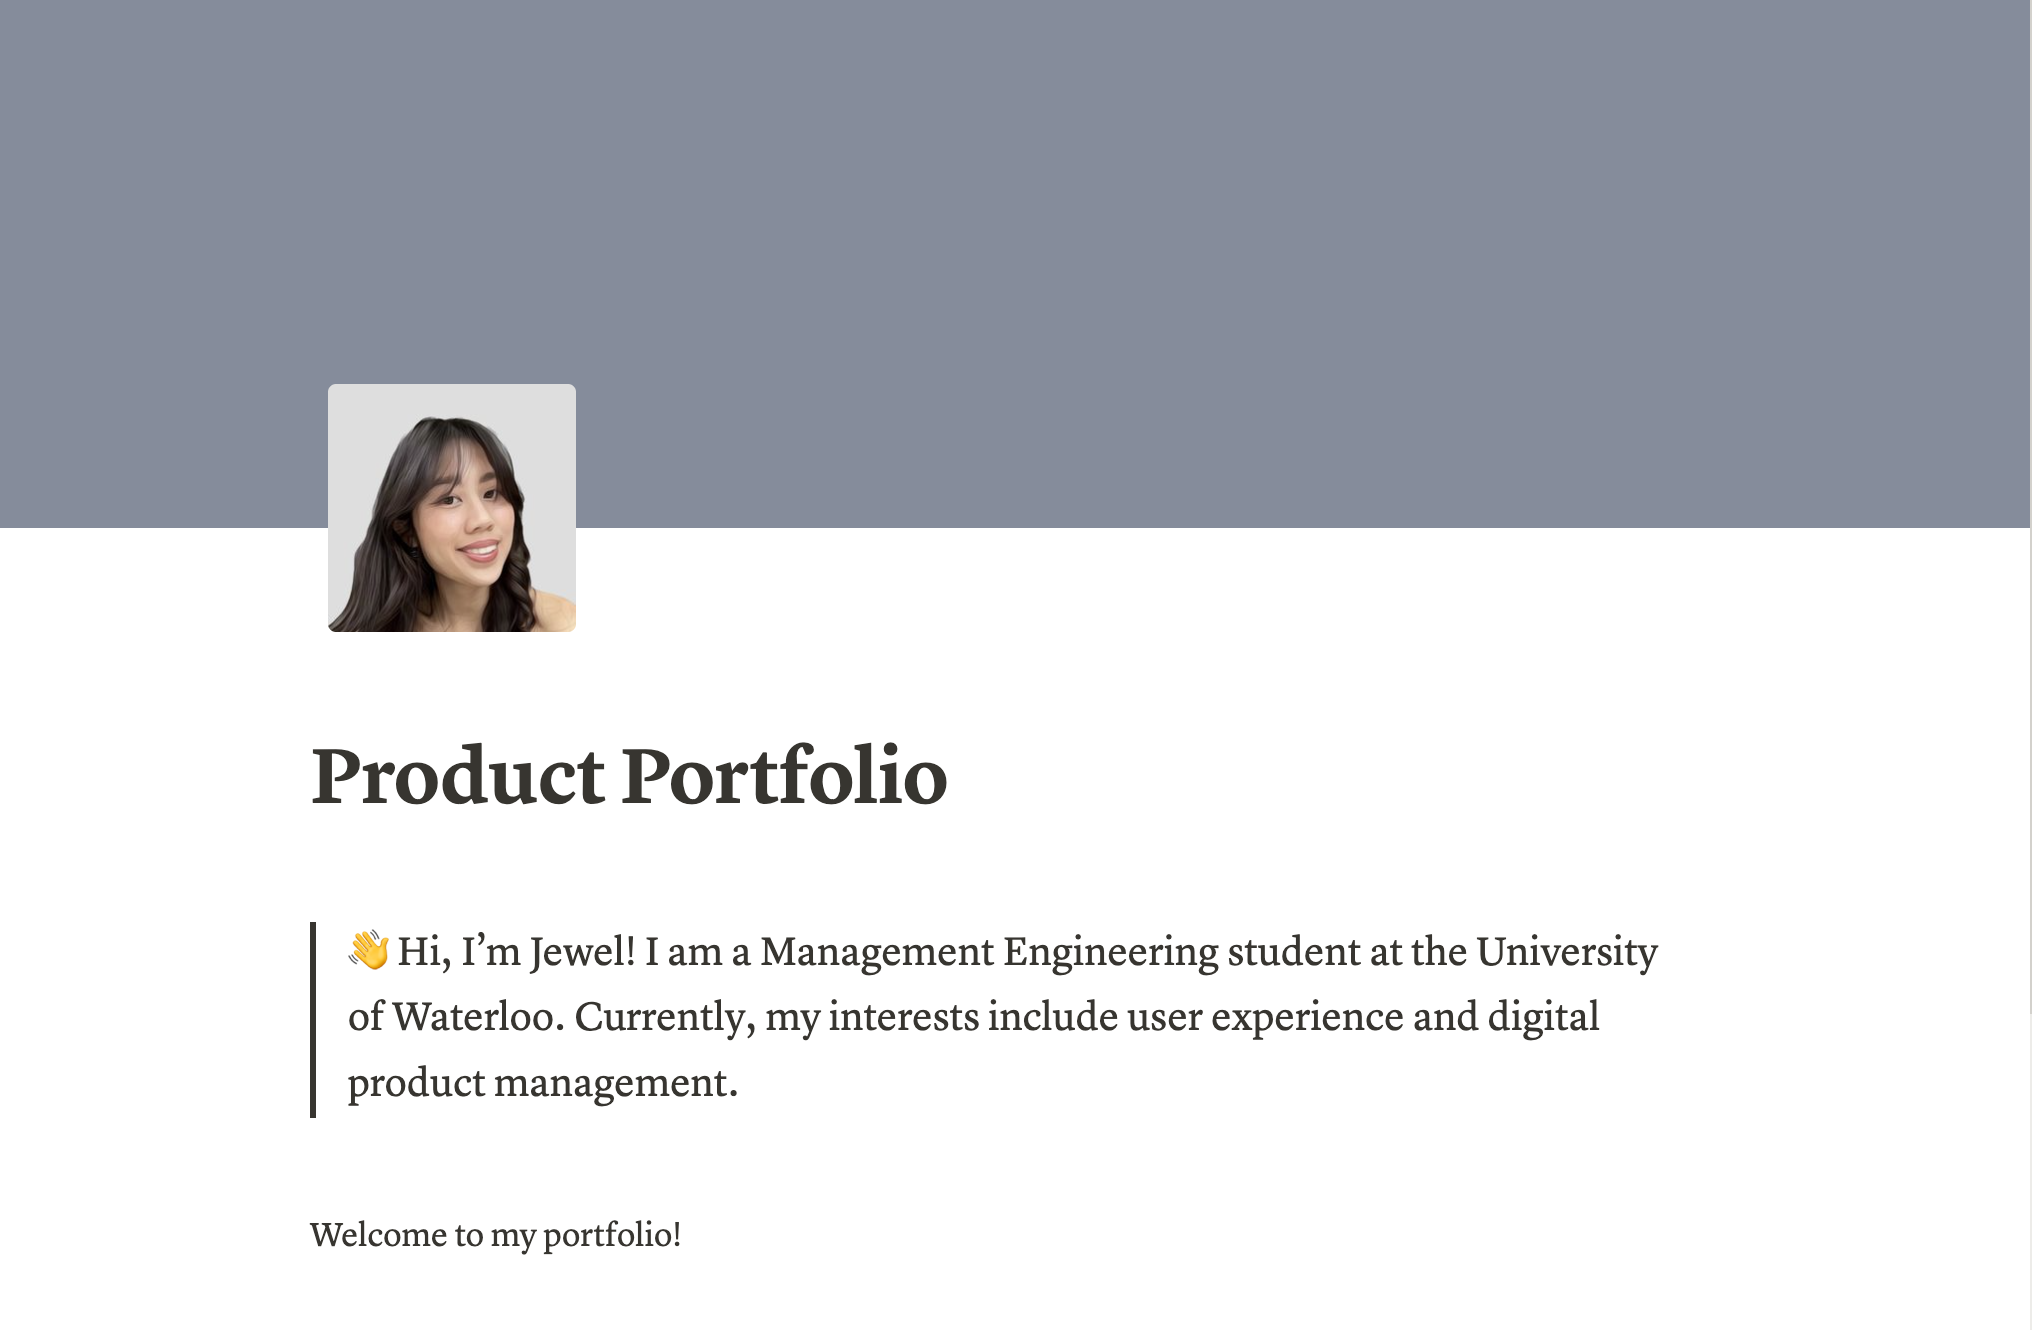 Product Portfolio
👋 Hi, I’m Jewel! I am a Management Engineering student at the University
of Waterloo. Currently, my interests include user experience and digital
product management.
Welcome to my portfolio!